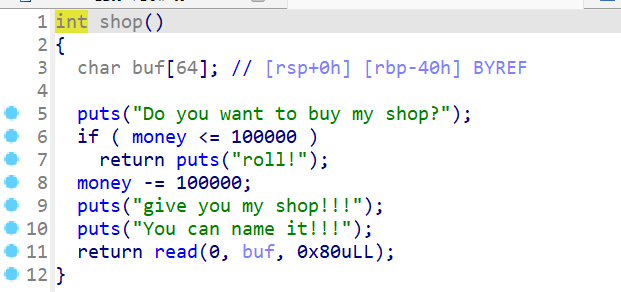 1 int shop()
2 {
3   char buf[64]; // [rsp+0h] [rbp-40h] BYREF
4
5   puts("Do you want to buy my shop?");
6   if ( money <= 100000 )
7     return puts("roll!");
8   money -= 100000;
9   puts("give you my shop!!!");
10   puts("You can name it!!!");
11   return read(0, buf, 0x80uLL);
12 }